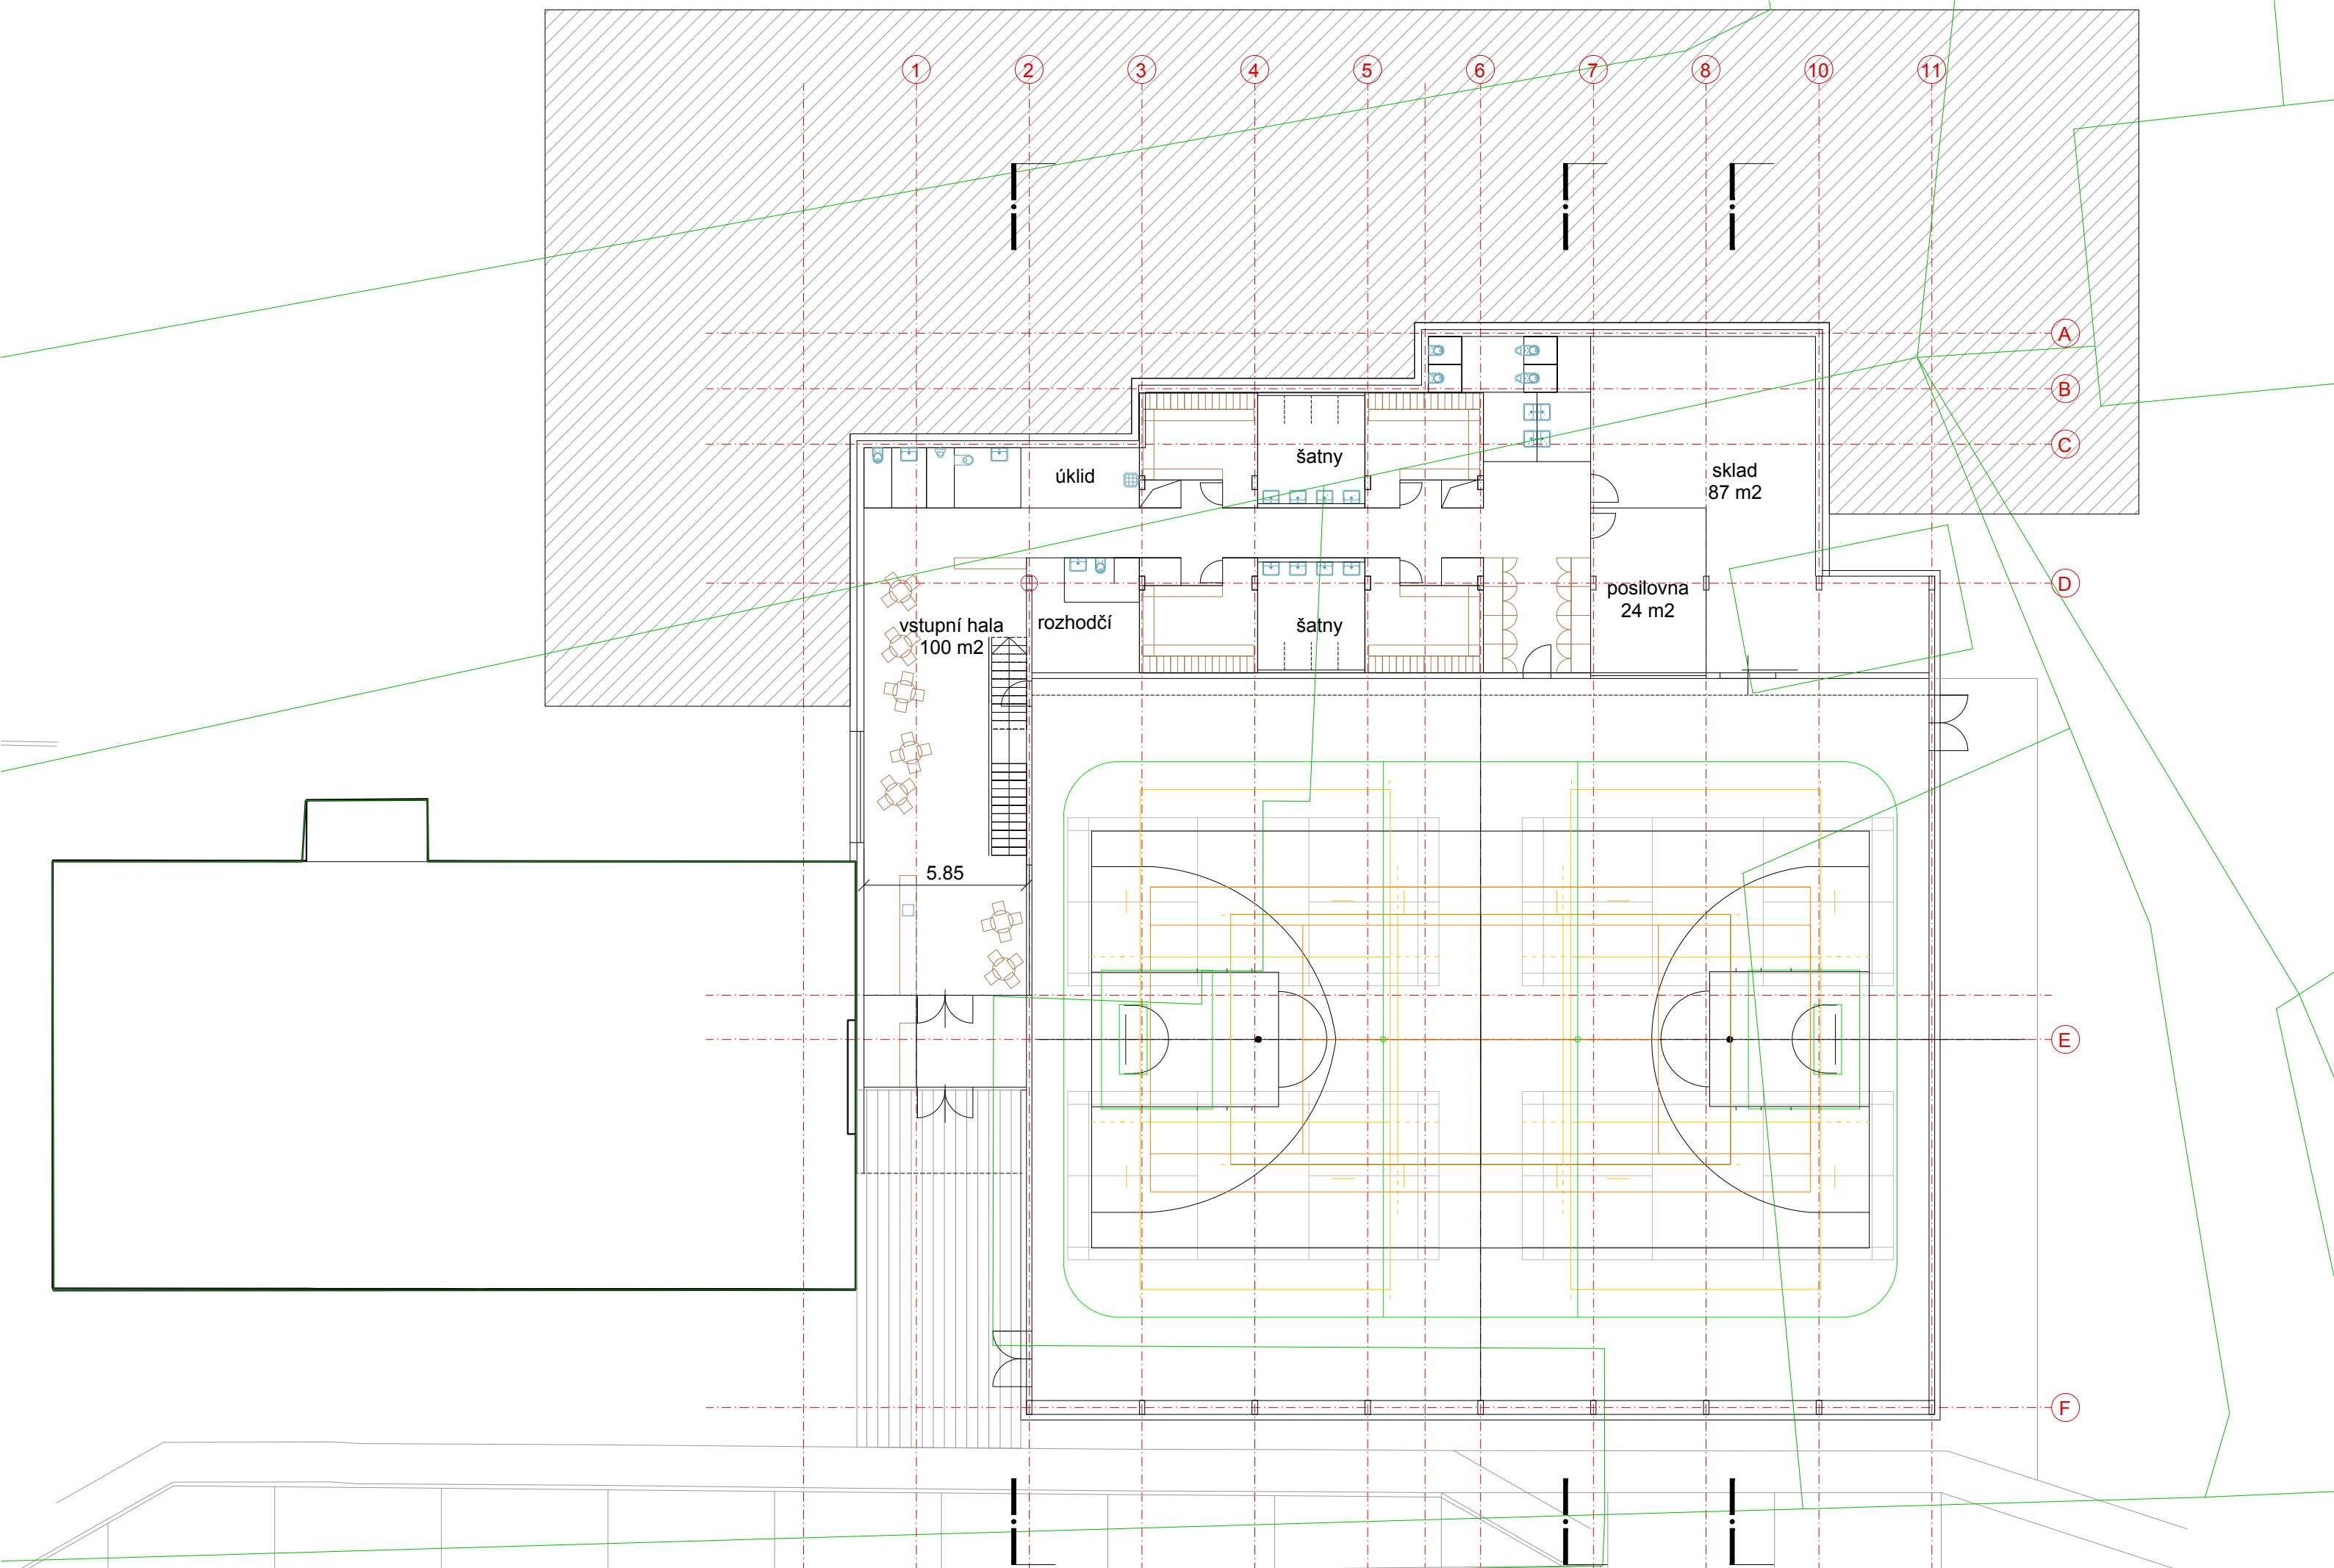 1 2 3 4 5 6 7 8 10 11
A
B
C
šatny
sklad
87 m2
úklid
D
posilovna
24 m2
vstupní hala
100 m2
rozhodčí
šatny
5.85
E
F